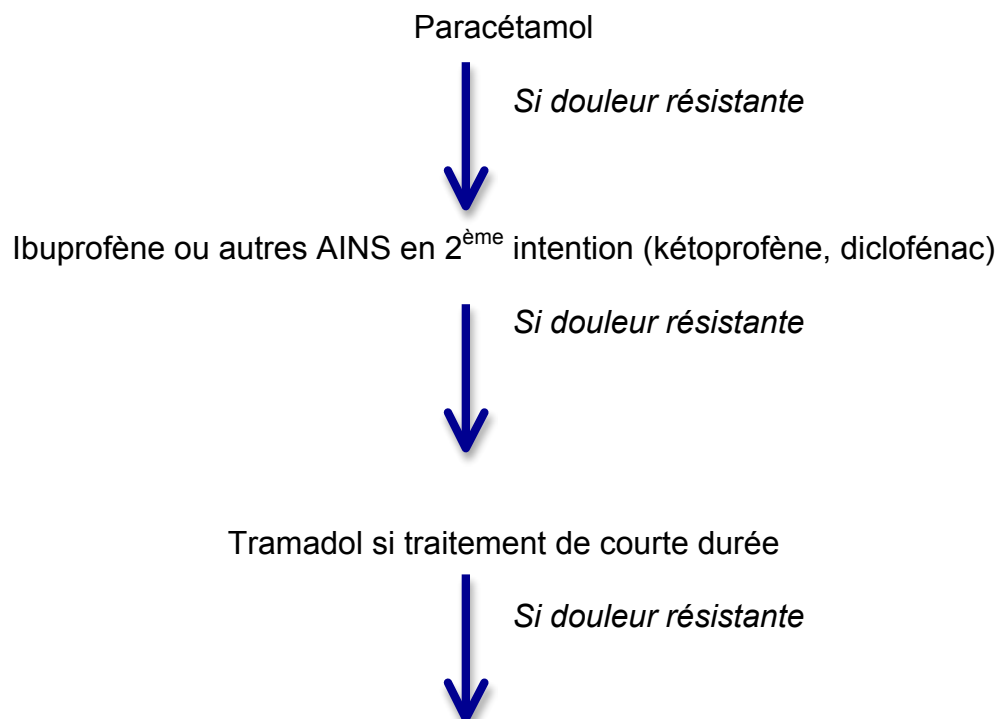 Paracétamol
Si douleur résistante
Ibuprofène ou autres AINS en 2ème intention (kétoprofène, diclofénac)
Si douleur résistante
Tramadol si traitement de courte durée
Si douleur résistante